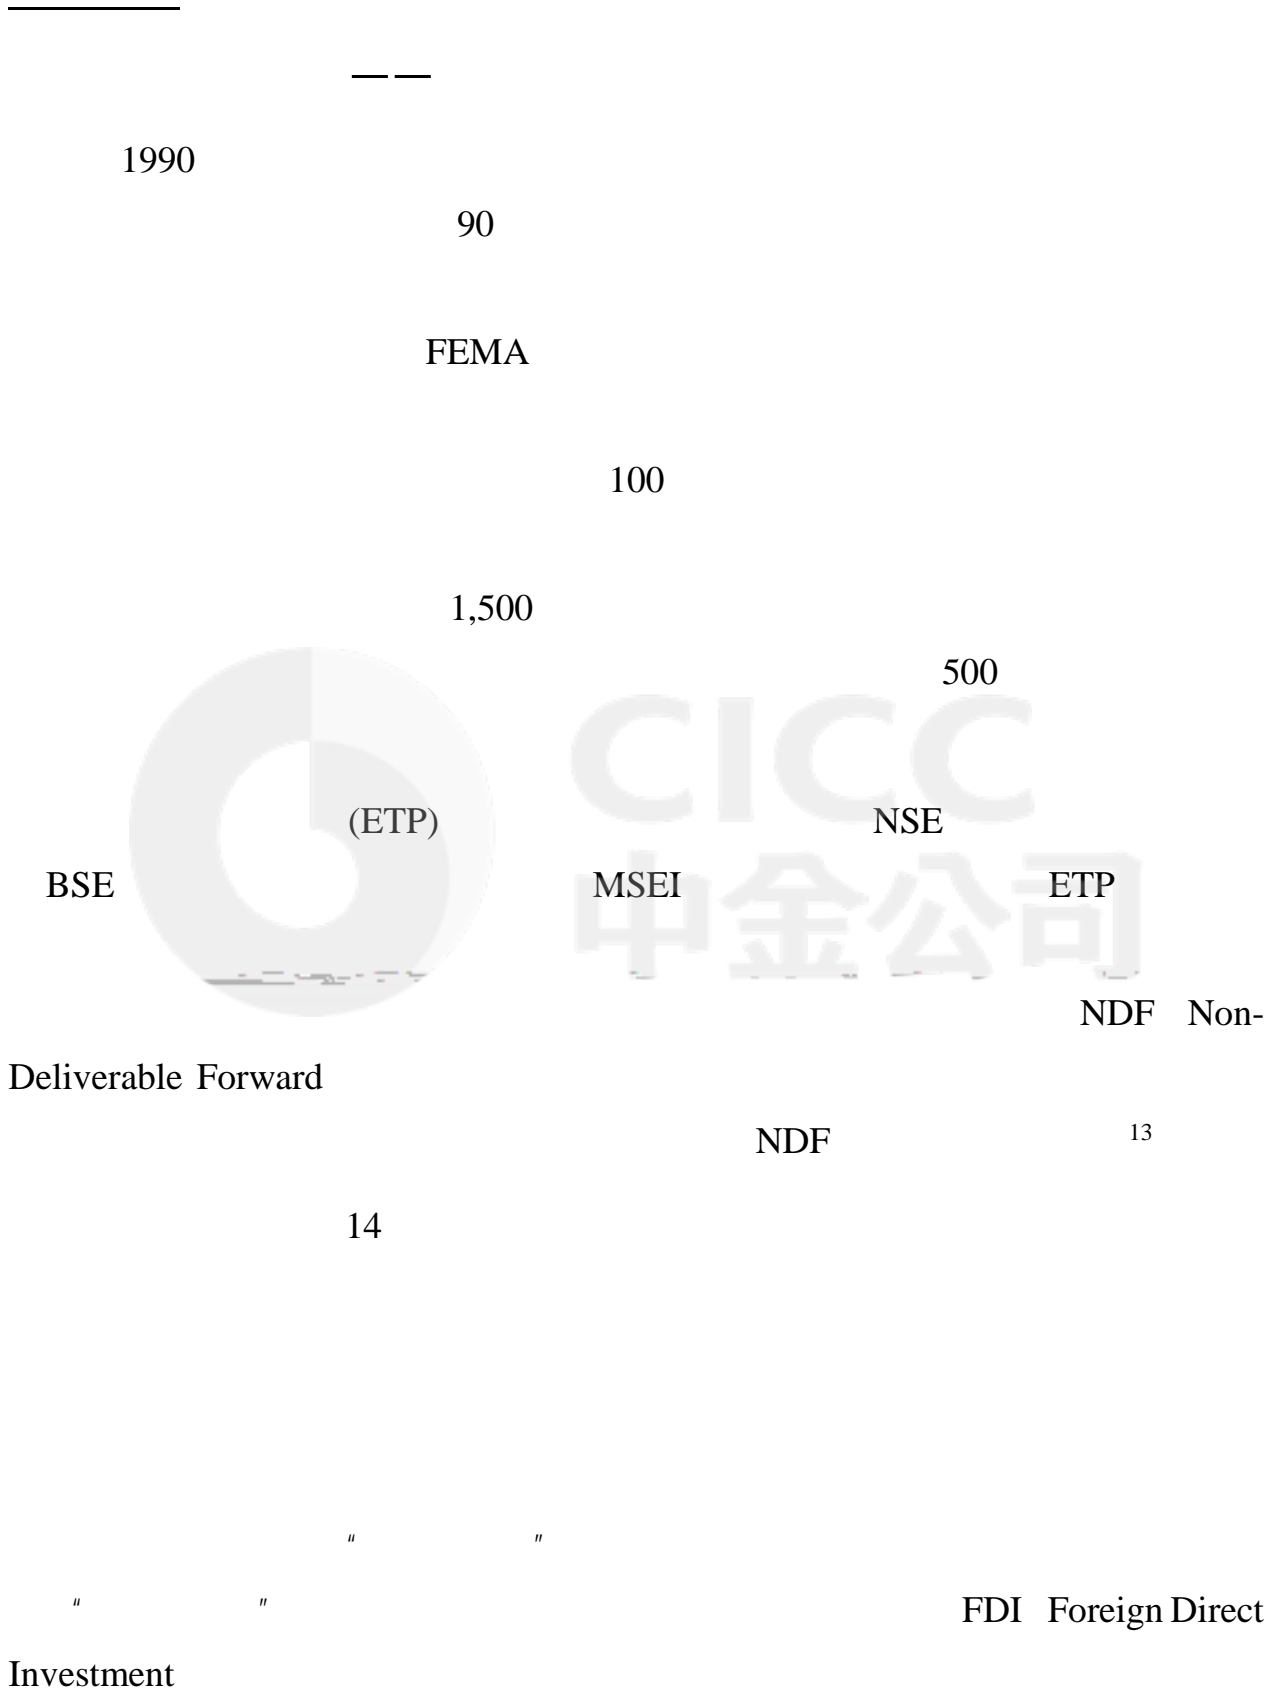 ——
1990
90
FEMA
100
1,500
500
CICC
(ETP) NSE
中金公司
BSE MSEI ETP
NDF Non-
Deliverable Forward
NDF 13
14
“ ”
“ ” FDI Foreign Direct
Investment